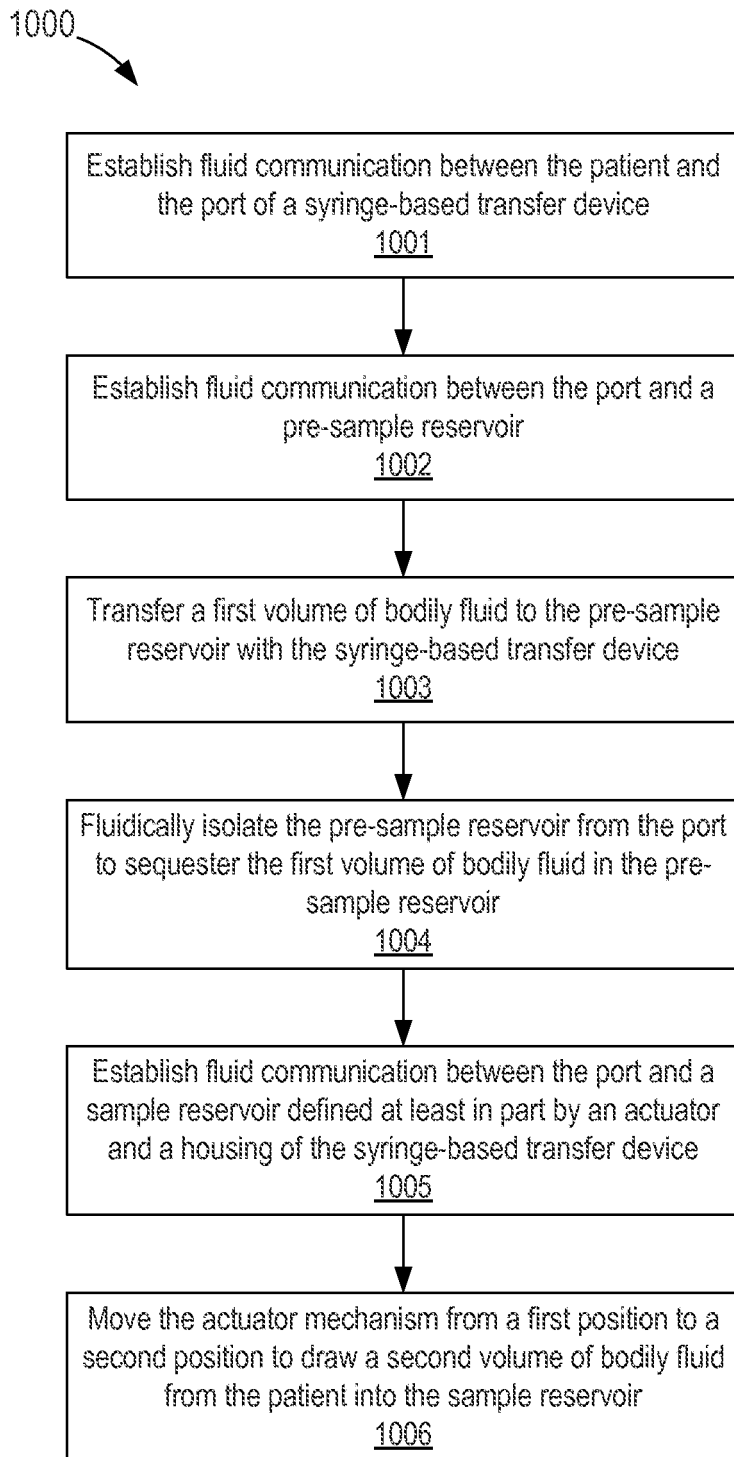 1000
Establish fluid communication between the patient and
the port of a syringe-based transfer device
1001
Establish fluid communication between the port and a
pre-sample reservoir
1002
Transfer a first volume of bodily fluid to the pre-sample
reservoir with the syringe-based transfer device
1003
Fluidically isolate the pre-sample reservoir from the port
to sequester the first volume of bodily fluid in the pre-
sample reservoir
1004
Establish fluid communication between the port and a
sample reservoir defined at least in part by an actuator
and a housing of the syringe-based transfer device
1005
Move the actuator mechanism from a first position to a
second position to draw a second volume of bodily fluid
from the patient into the sample reservoir
1006